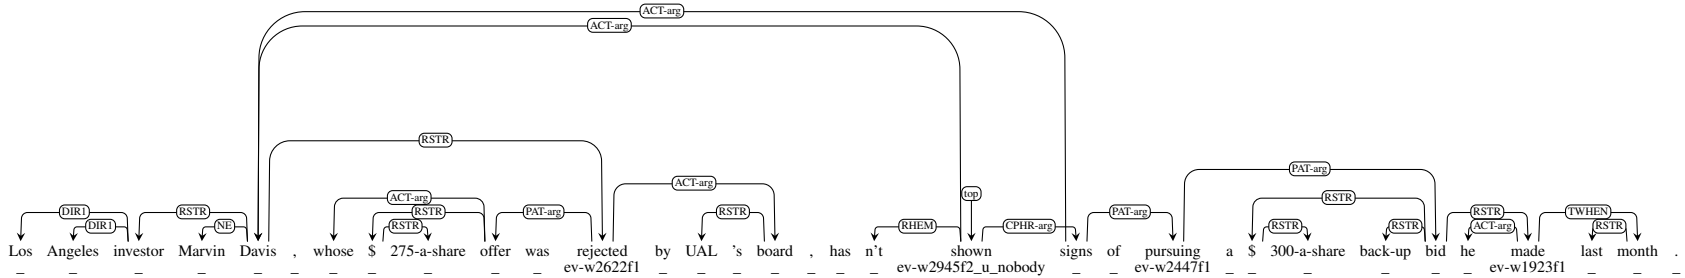 ACT-arg
ACT-arg
RSTR
PAT-arg
ACT-arg
top
ACT-arg RSTR
DIR1 RSTR RSTR PAT-arg RSTR PAT-arg RSTR TWHEN
DIR1 NE RSTR RHEM CPHR-arg RSTR RSTR ACT-arg RSTR
Los Angeles investor Marvin Davis , whose $ 275-a-share offer was rejected by UAL 's board , has n't shown signs of pursuing a $ 300-a-share back-up bid he made last month .
_ _ _ _ _ _ _ _ _ _ _ ev-w2622f1 _ _ _ _ _ _ _ ev-w2945f2_u_nobody _ _ ev-w2447f1 _ _ _ _ _ _ ev-w1923f1 _ _ _